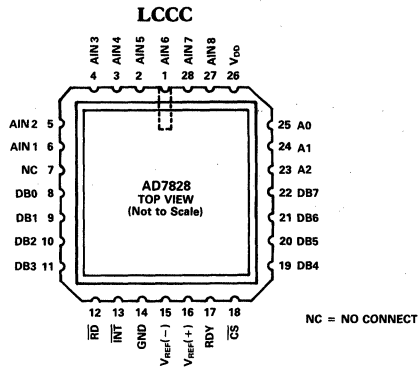 LCCC
AIN 3 AIN 4 AIN 5 AIN 6 AIN 7 AIN 8 VDD
4 3 2 1 28 27 26
AIN 2 5
AIN 1 6
NC 7
DB0 8
DB1 9
DB2 10
DB3 11
AD7828
TOP VIEW
(Not to Scale)
25 A0
24 A1
23 A2
22 DB7
21 DB6
20 DB5
19 DB4
12 13 14 15 16 17 18
RD INT GND VREF(−) VREF(+) RDY CS
NC = NO CONNECT